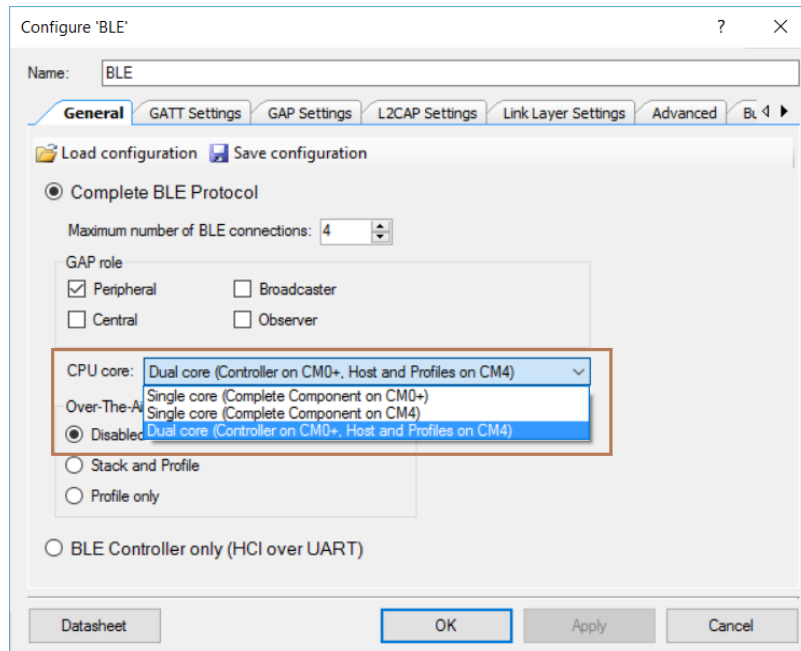 Configure 'BLE'
?
Name: BLE
General GATT Settings GAP Settings L2CAP Settings Link Layer Settings Advanced
Load configuration Save configuration
Complete BLE Protocol
Maximum number of BLE connections: 4
GAP role
Peripheral Broadcaster
Central Observer
CPU core: Dual core (Controller on CM0+, Host and Profiles on CM4)
Single core (Complete Component on CM0+)
Over-The-Ai
Single core (Complete Component on CM4)
Disabled Dual core (Controller on CM0+, Host and Profiles on CM4)
Stack and Profile
Profile only
BLE Controller only (HCI over UART)
Datasheet OK Apply Cancel